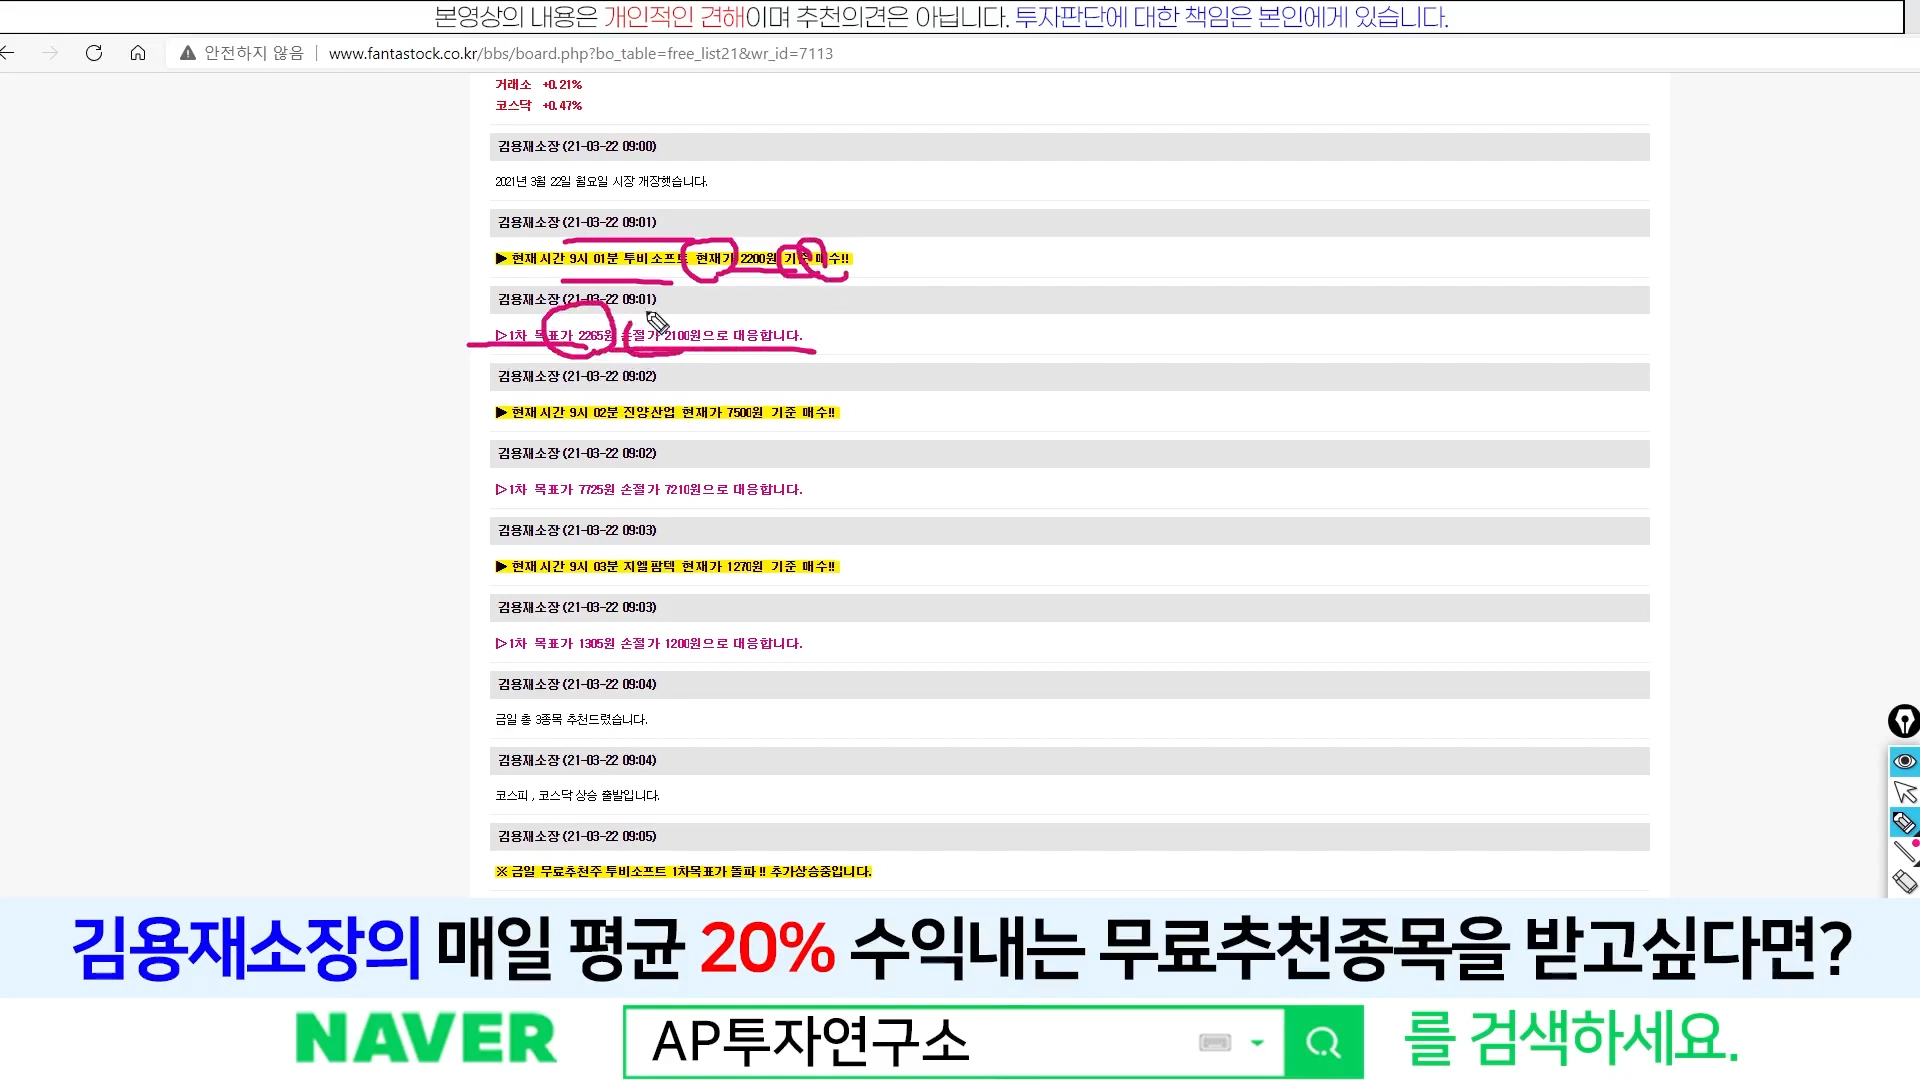 본영상의 내용은 개인적인 견해이며 추천의견은 아닙니다. 투자판단에 대한 책임은 본인에게 있습니다.
안전하지 않음 | www.fantastock.co.kr/bbs/board.php?bo_table=free_list21&wr_id=7113
거래소 +0.21%
코스닥 +0.47%
김용재소장 (21-03-22 09:00)
2021년 3월 22일 월요일 시장 개장했습니다.
김용재소장 (21-03-22 09:01)
▶ 현재시간 9시 01분 투비소프트 현재가 2200원 기준 매수!!
김용재소장 (21-03-22 09:01)
▷1차 목표가 2265원 손절가 2100원으로 대응합니다.
김용재소장 (21-03-22 09:02)
▶ 현재시간 9시 02분 진양산업 현재가 7500원 기준 매수!!
김용재소장 (21-03-22 09:02)
▷1차 목표가 7725원 손절가 7210원으로 대응합니다.
김용재소장 (21-03-22 09:03)
▶ 현재시간 9시 03분 지엘팜텍 현재가 1270원 기준 매수!!
김용재소장 (21-03-22 09:03)
▷1차 목표가 1305원 손절가 1200원으로 대응합니다.
김용재소장 (21-03-22 09:04)
금일 총 3종목 추천드렸습니다.
김용재소장 (21-03-22 09:04)
코스피 , 코스닥 상승 출발입니다.
김용재소장 (21-03-22 09:05)
※ 금일 무료추천주 투비소프트 1차목표가 돌파 !! 추가상승중입니다.
김용재소장의 매일 평균 20% 수익내는 무료추천종목을 받고싶다면?
NAVER AP투자연구소 를 검색하세요.